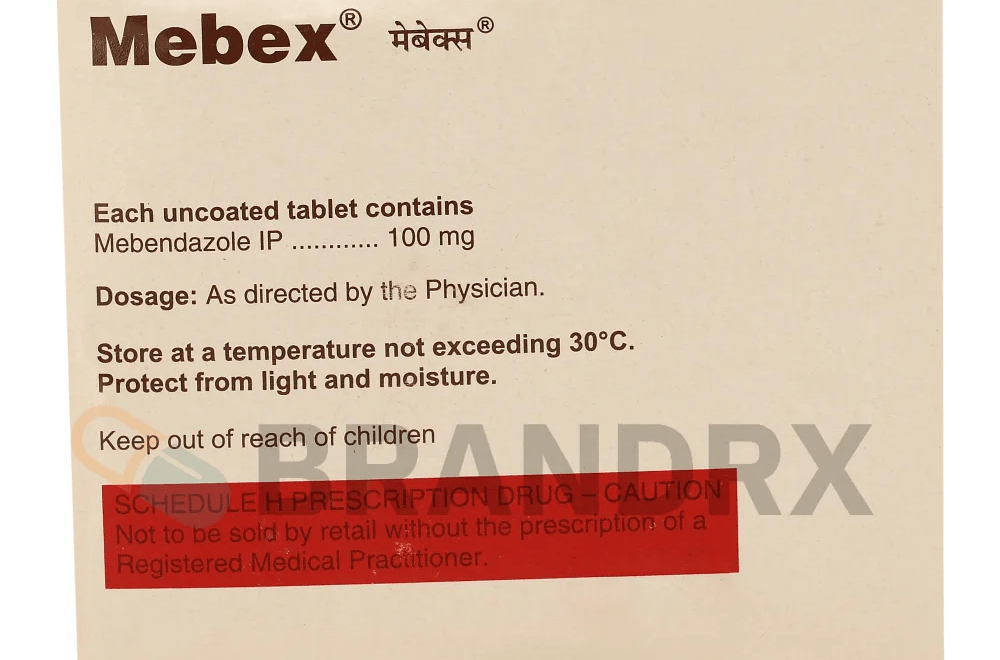 Mebex® मेबेक्स®
Each uncoated tablet contains
Mebendazole IP ............ 100 mg
Dosage: As directed by the Physician.
Store at a temperature not exceeding 30°C.
Protect from light and moisture.
Keep out of reach of children
BRANDRX
SCHEDULE H PRESCRIPTION DRUG – CAUTION
Not to be sold by retail without the prescription of a
Registered Medical Practitioner.